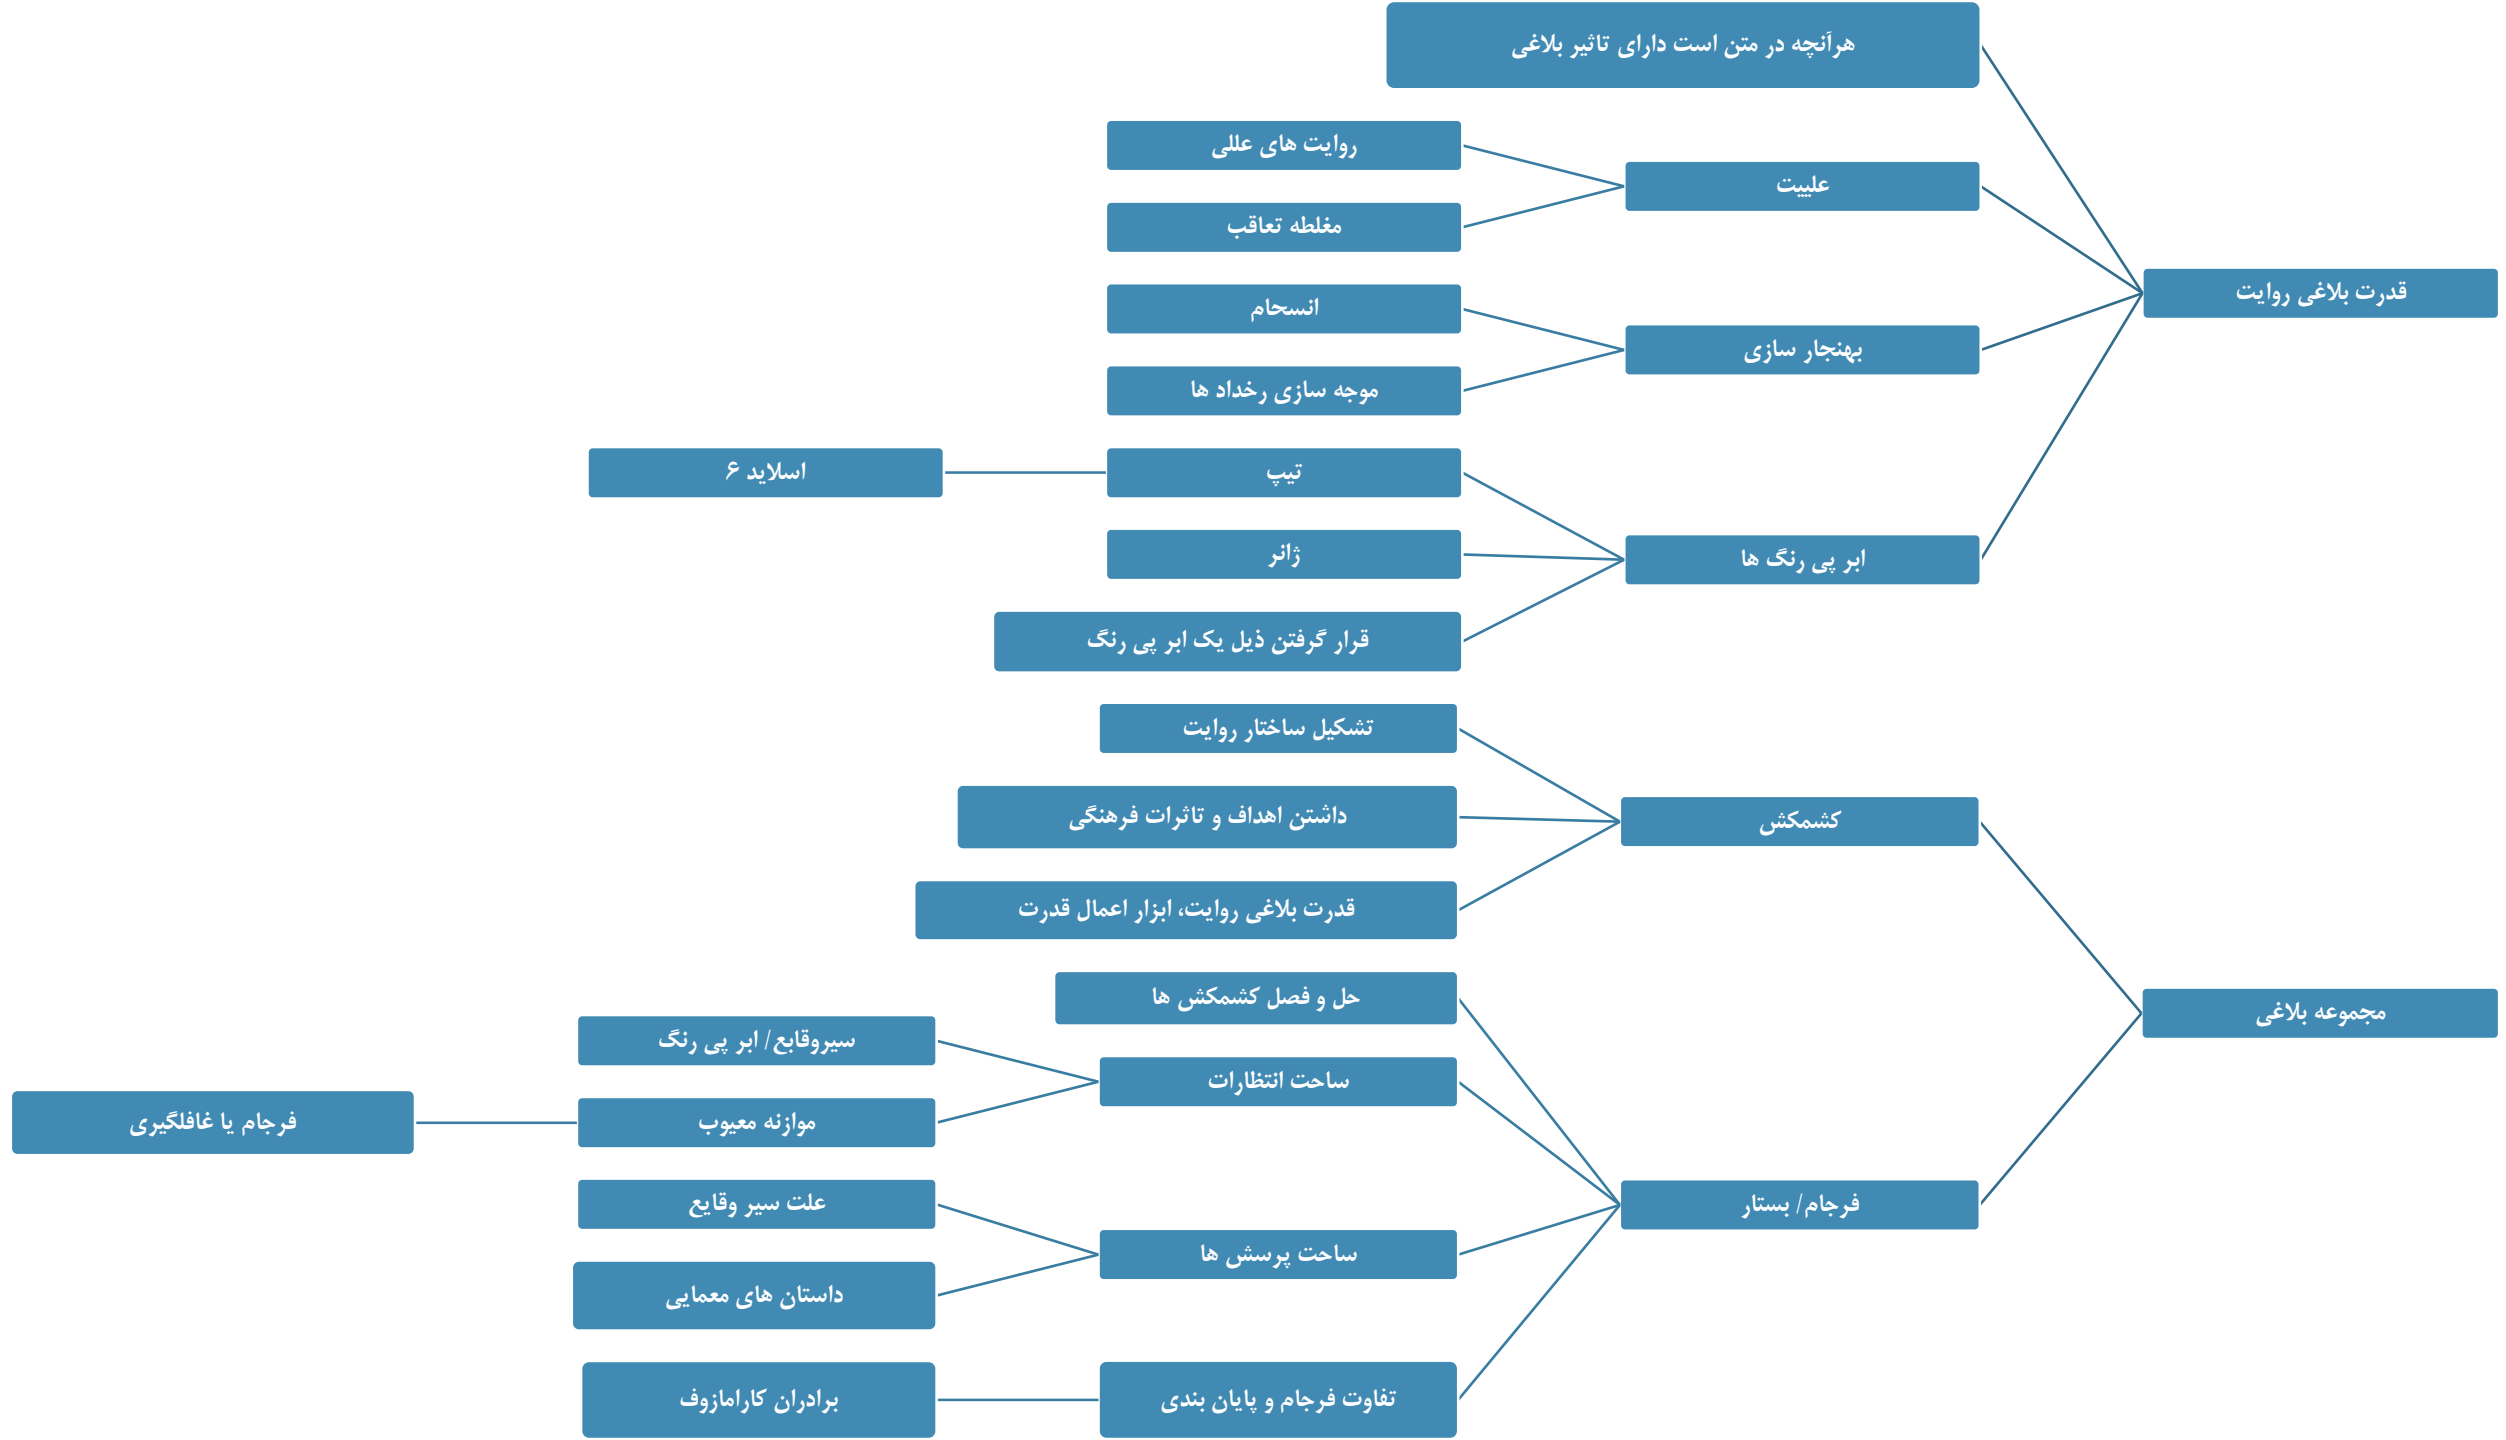 قدرت بلاغی روایت
هرآنچه در متن است دارای تاثیر بلاغی
علییت
روایت های عللی
مغلطه تعاقب
بهنجار سازی
انسجام
موجه سازی رخداد ها
ابر پی رنگ ها
تیپ
اسلاید ۶
ژانر
قرار گرفتن ذیل یک ابر پی رنگ
مجموعه بلاغی
کشمکش
تشکیل ساختار روایت
داشتن اهداف و تاثرات فرهنگی
قدرت بلاغی روایت، ابزار اعمال قدرت
فرجام/ بستار
حل و فصل کشمکش ها
ساحت انتظارات
سیروقایع/ ابر پی رنگ
موازنه معیوب
فرجام یا غافلگیری
ساحت پرسش ها
علت سیر وقایع
داستان های معمایی
تفاوت فرجام و پایان بندی
برادران کارامازوف